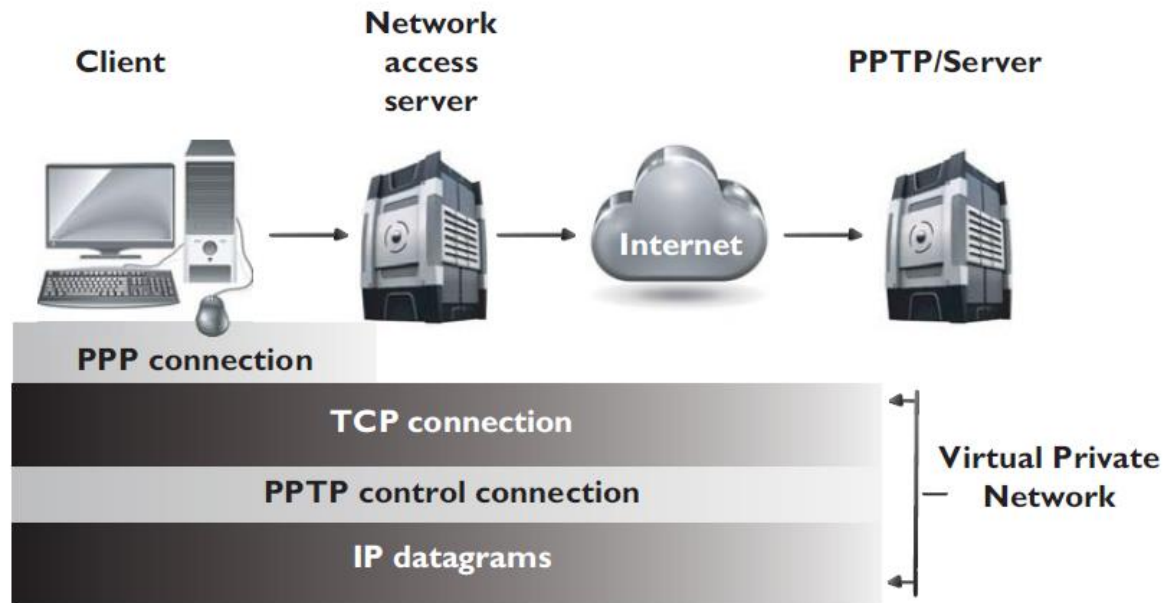 Client
Network
access
server
PPTP/Server
Internet
PPP connection
TCP connection
PPTP control connection
IP datagrams
Virtual Private
Network